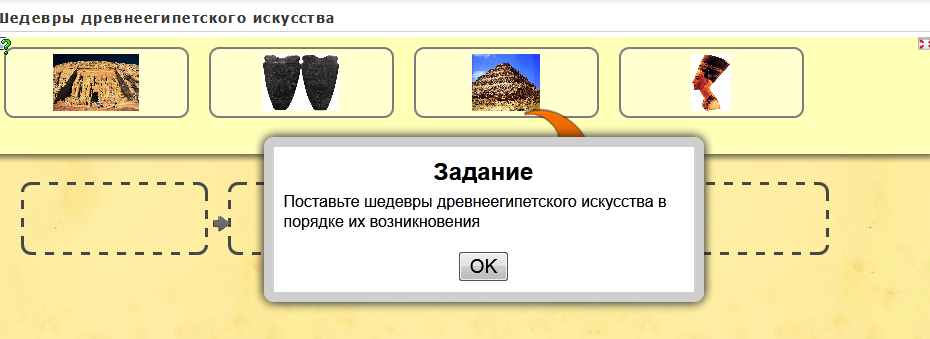 Шедевры древнеегипетского искусства
Задание
Поставьте шедевры древнеегипетского искусства в
порядке их возникновения
OK